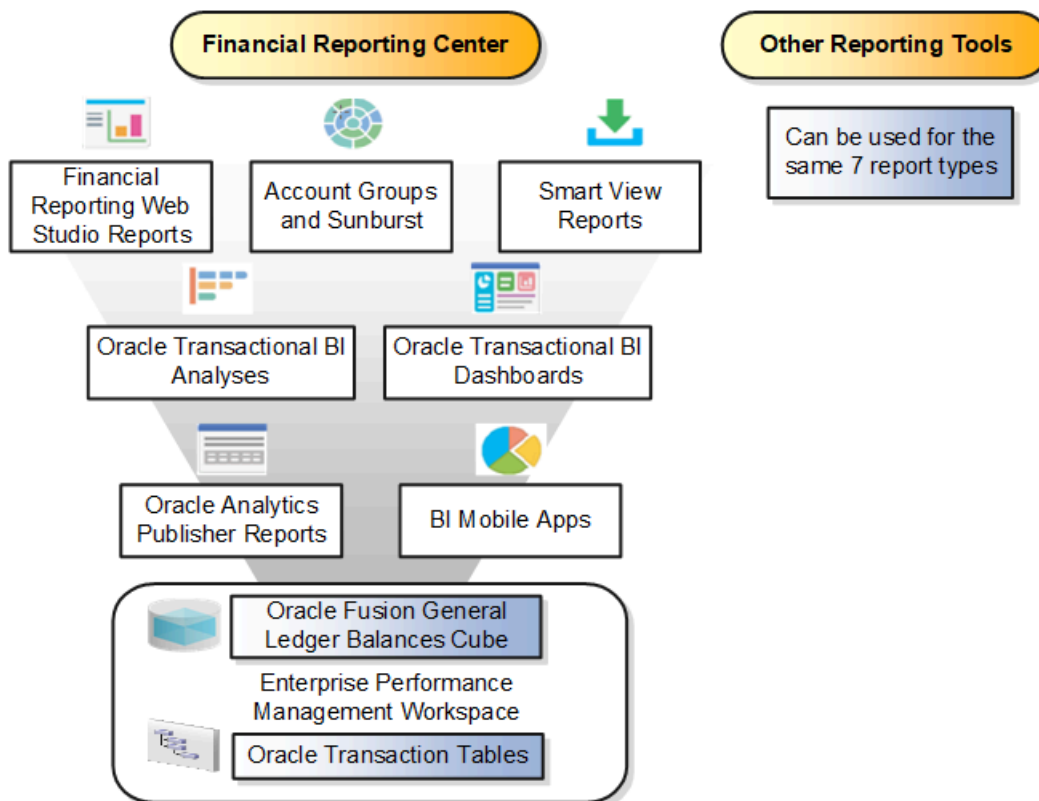 Financial Reporting Center
Other Reporting Tools
Can be used for the
same 7 report types
Financial
Reporting Web
Studio Reports
Account Groups
and Sunburst
Smart View
Reports
Oracle Transactional BI
Analyses
Oracle Transactional BI
Dashboards
Oracle Analytics
Publisher Reports
BI Mobile Apps
Oracle Fusion General
Ledger Balances Cube
Enterprise Performance
Management Workspace
Oracle Transaction Tables